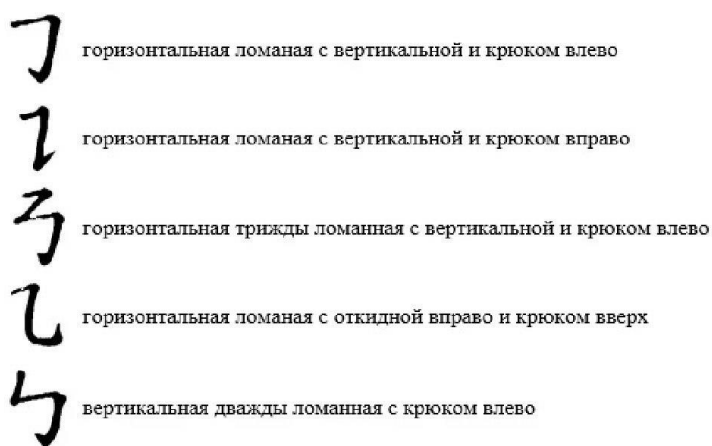 ㇆ горизонтальная ломаная с вертикальной и крюком влево
㇊ горизонтальная ломаная с вертикальной и крюком вправо
㇡ горизонтальная трижды ломанная с вертикальной и крюком влево
㇈ горизонтальная ломаная с откидной вправо и крюком вверх
㇉ вертикальная дважды ломанная с крюком влево